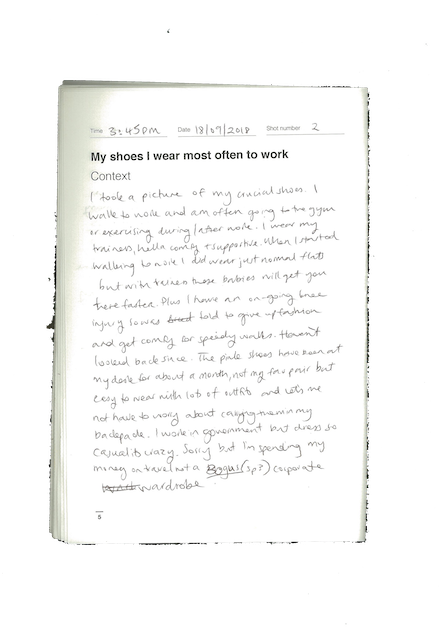 Time 3:45PM Date 18/09/2018 Shot number 2
My shoes I wear most often to work
Context
I took a picture of my crucial shoes. I
walk to work and am often going to the gym
or exercising during/after work. I wear my
trainers, hella comfy + supportive. When I started
walking to work I did wear just normal flats
but with trainers these babies will get you
there faster. Plus I have an on-going knee
injury so was told to give up fashion
and get comfy for speedy walks. Haven't
looked back since. The pink shoes have been at
my desk for about a month, not my fav pair but
easy to wear with lots of outfits and lets me
not have to worry about carrying them in my
backpack. I work in government but dress so
casually crazy. Sorry but I'm spending my
money on travel not a Bogus (sp?) corporate
wardrobe
5